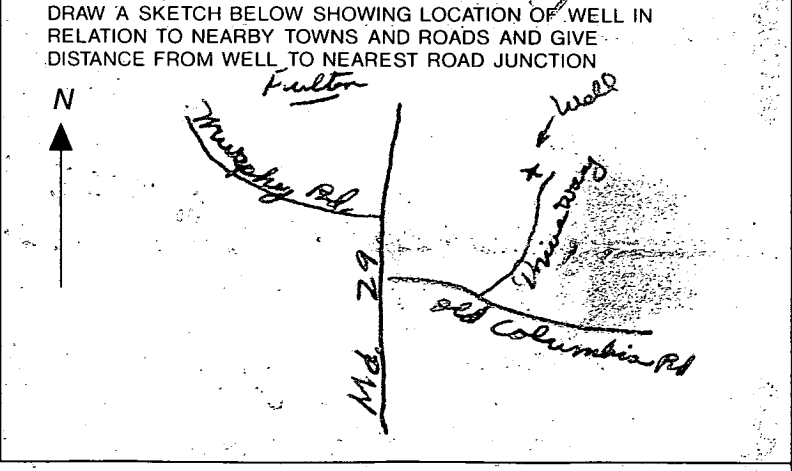 DRAW A SKETCH BELOW SHOWING LOCATION OF WELL IN
RELATION TO NEARBY TOWNS AND ROADS AND GIVE
DISTANCE FROM WELL TO NEAREST ROAD JUNCTION
Fulton
N
Well
Murphy Rd.
Driveway
Md. 29
Old Columbia Rd